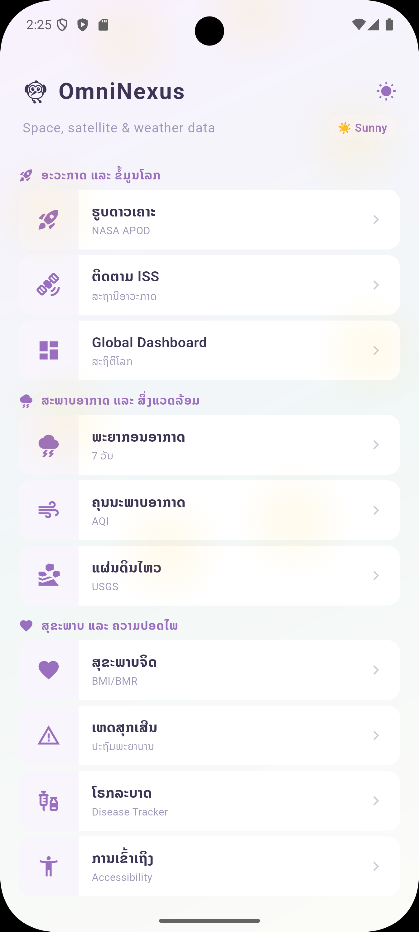 2:25
OmniNexus
Space, satellite & weather data
☀️ Sunny
ອະວະກາດ ແລະ ຂໍ້ມູນໂລກ
ຮູບດາວເຄາະ
NASA APOD
ຕິດຕາມ ISS
ສະຖານີອາວະກາດ
Global Dashboard
ສະຖິຕິໂລກ
ສະພາບອາກາດ ແລະ ສິ່ງແວດລ້ອມ
ພະຍາກອນອາກາດ
7 ວັນ
ຄຸນນະພາບອາກາດ
AQI
ແຜ່ນດິນໄຫວ
USGS
ສຸຂະພາບ ແລະ ຄວາມປອດໄພ
ສຸຂະພາບຈິດ
BMI/BMR
ເຫດສຸກເສີນ
ປະຖົມພະຍາບານ
ໂຣກລະບາດ
Disease Tracker
ການເຂົ້າເຖິງ
Accessibility